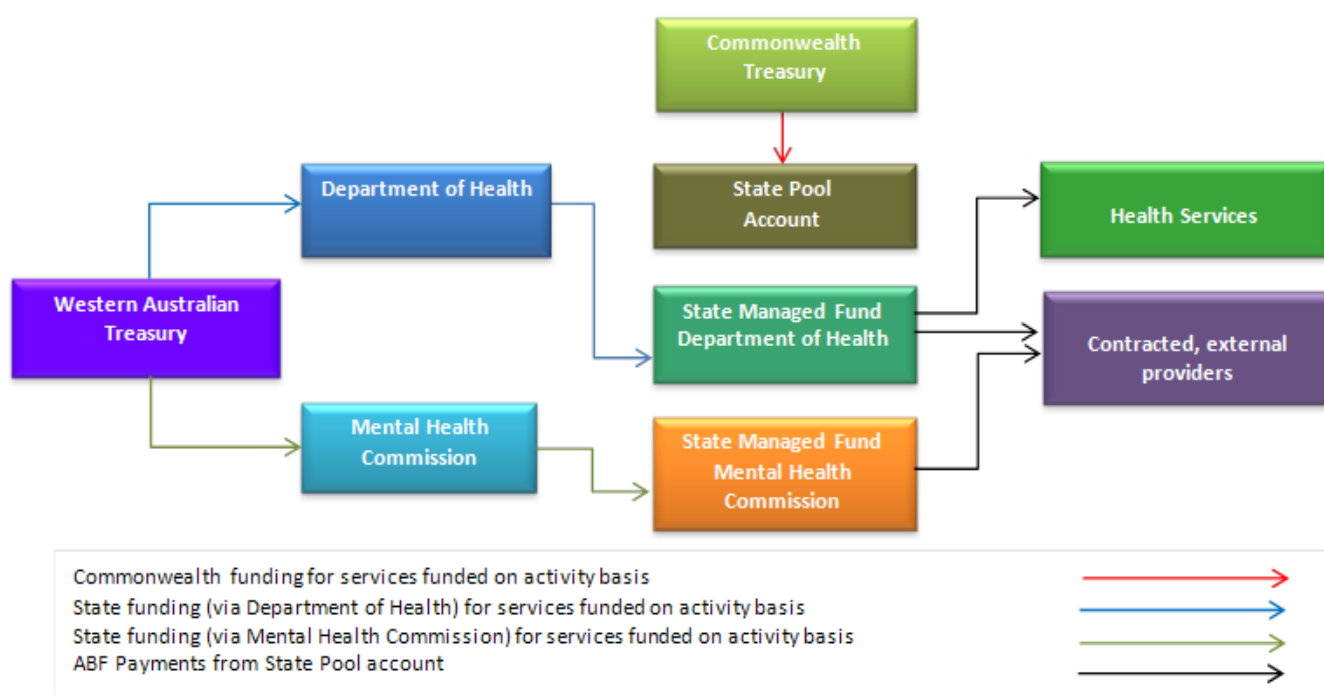 Commonwealth
Treasury
Department of Health
State Pool
Account
Health Services
Western Australian
Treasury
State Managed Fund
Department of Health
Contracted, external
providers
Mental Health
Commission
State Managed Fund
Mental Health
Commission
Commonwealth funding for services funded on activity basis
State funding (via Department of Health) for services funded on activity basis
State funding (via Mental Health Commission) for services funded on activity basis
ABF Payments from State Pool account